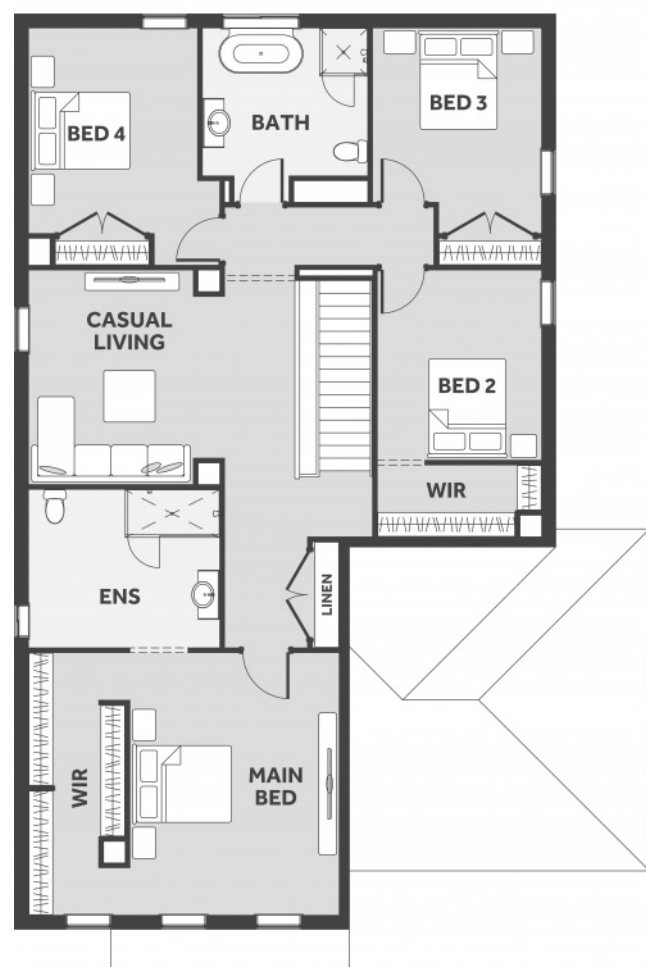 BED 4
BATH
BED 3
CASUAL
LIVING
BED 2
WIR
ENS
LINEN
WIR
MAIN
BED